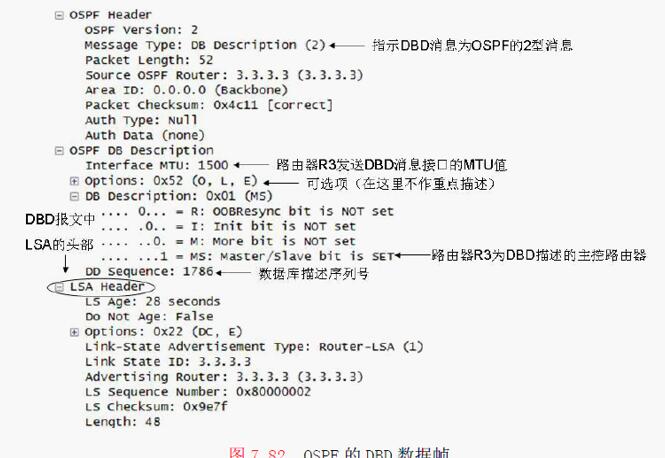 OSPF Header
OSPF Version: 2
Message Type: DB Description (2) 指示DBD消息为OSPF的2型消息
Packet Length: 52
Source OSPF Router: 3.3.3.3 (3.3.3.3)
Area ID: 0.0.0.0 (Backbone)
Packet Checksum: 0x4c11 [correct]
Auth Type: Null
Auth Data (none)
OSPF DB Description
Interface MTU: 1500 路由器R3发送DBD消息接口的MTU值
Options: 0x52 (O, L, E) 可选项（在这里不作重点描述）
DB Description: 0x01 (MS)
DBD报文中 .... 0... = R: OOBResync bit is NOT set
.... .0.. = I: Init bit is NOT SET
LSA的头部 .... ..0. = M: More bit is NOT set
.... ...1 = MS: Master/Slave bit is SET 路由器R3为DBD描述的主控路由器
DD Sequence: 1786 数据库描述序列号
LSA Header
LS Age: 28 seconds
Do Not Age: False
Options: 0x22 (DC, E)
Link-State Advertisement Type: Router-LSA (1)
Link State ID: 3.3.3.3
Advertising Router: 3.3.3.3 (3.3.3.3)
LS Sequence Number: 0x80000002
LS Checksum: 0x9e7f
Length: 48
图 7.82 OSPF 的 DBD 数据帧